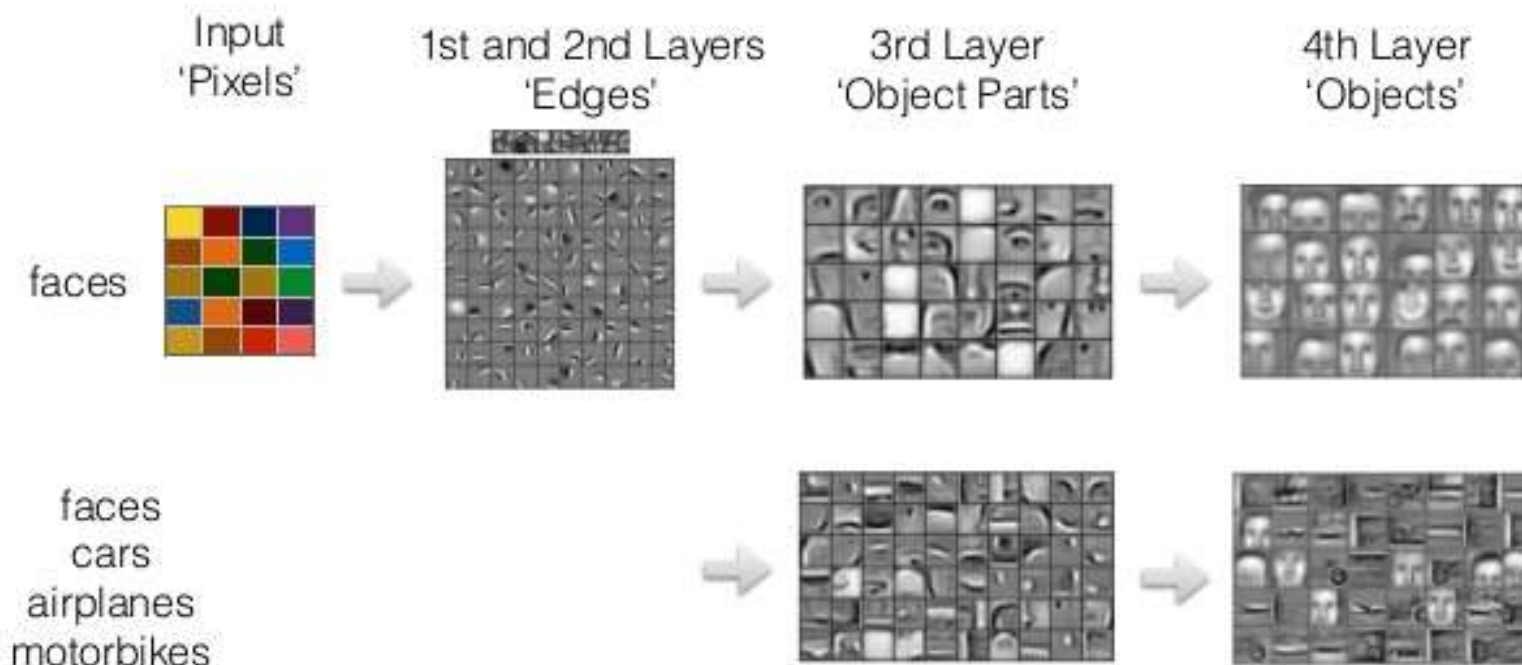 Input
'Pixels'
1st and 2nd Layers
'Edges'
3rd Layer
'Object Parts'
4th Layer
'Objects'
faces
faces
cars
airplanes
motorbikes